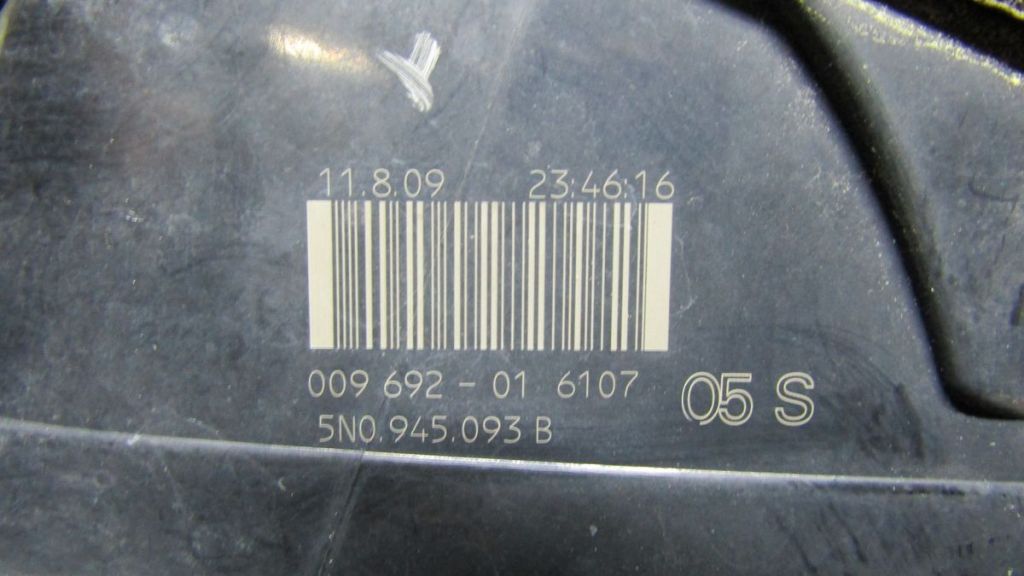 11.8.09 23:46:16
009 692 - 01 6107
5N0.945.093 B
05 S